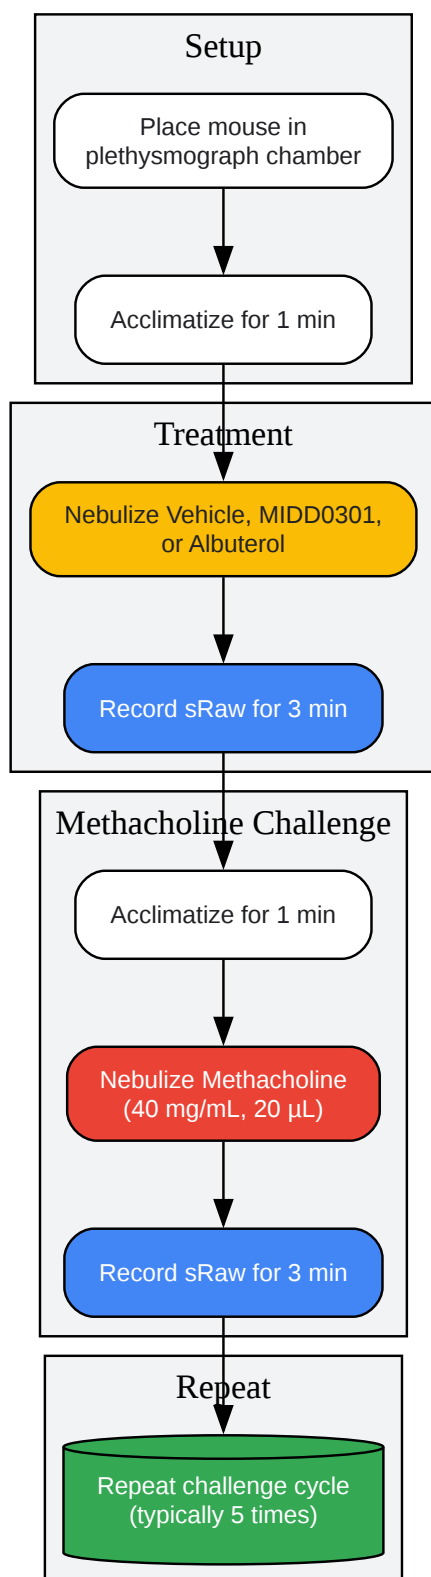 Setup
Place mouse in
plethysmograph chamber
Acclimatize for 1 min
Treatment
Nebulize Vehicle, MIDD0301,
or Albuterol
Record sRaw for 3 min
Methacholine Challenge
Acclimatize for 1 min
Nebulize Methacholine
(40 mg/mL, 20 µL)
Record sRaw for 3 min
Repeat
Repeat challenge cycle
(typically 5 times)